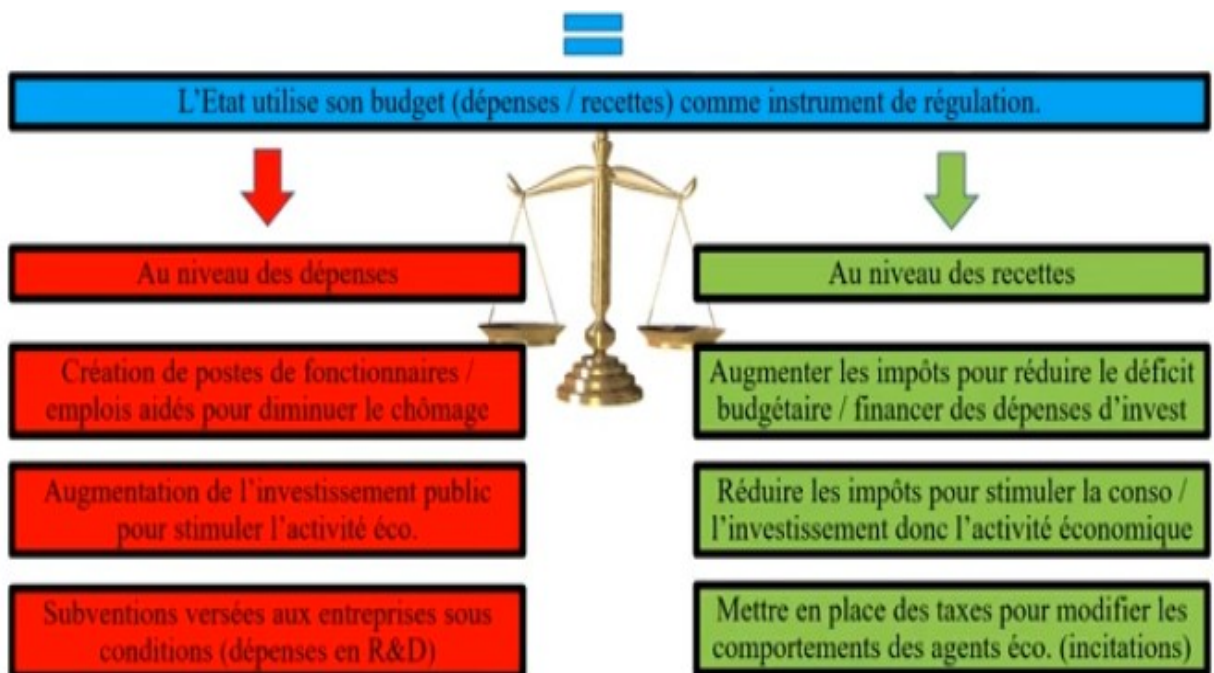 L'Etat utilise son budget (dépenses / recettes) comme instrument de régulation.
Au niveau des dépenses
Création de postes de fonctionnaires /
emplois aidés pour diminuer le chômage
Augmentation de l'investissement public
pour stimuler l'activité éco.
Subventions versées aux entreprises sous
conditions (dépenses en R&D)
Au niveau des recettes
Augmenter les impôts pour réduire le déficit
budgétaire / financer des dépenses d'invest
Réduire les impôts pour stimuler la conso /
l'investissement donc l'activité économique
Mettre en place des taxes pour modifier les
comportements des agents éco. (incitations)